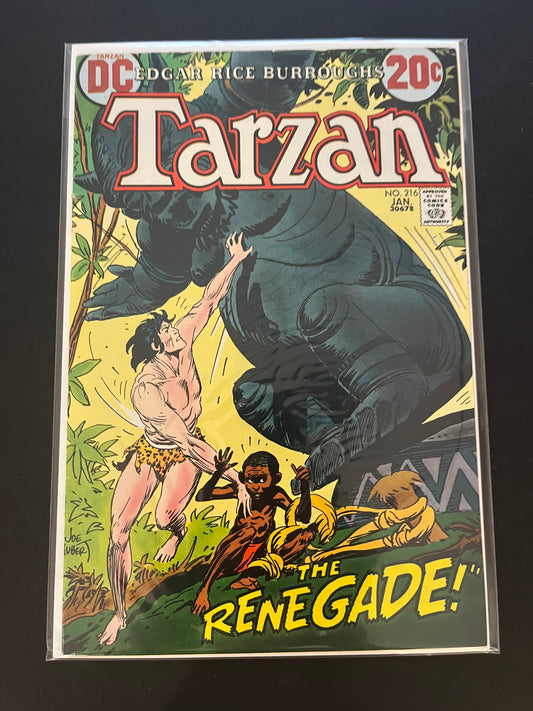 TARZAN
DC
EDGAR RICE BURROUGHS
20¢
Tarzan
NO. 216
JAN.
30678
APPROVED
BY THE
COMICS
CODE
AUTHORITY
JOE
KUBERT
"THE
RENEGADE!"